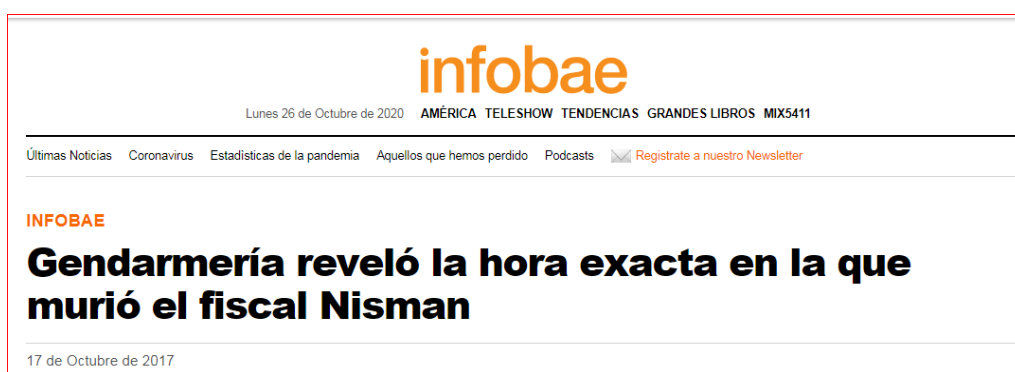 infobae
Lunes 26 de Octubre de 2020 AMÉRICA TELESHOW TENDENCIAS GRANDES LIBROS MIX5411
Últimas Noticias Coronavirus Estadísticas de la pandemia Aquellos que hemos perdido Podcasts Registrate a nuestro Newsletter
INFOBAE
Gendarmería reveló la hora exacta en la que
murió el fiscal Nisman
17 de Octubre de 2017